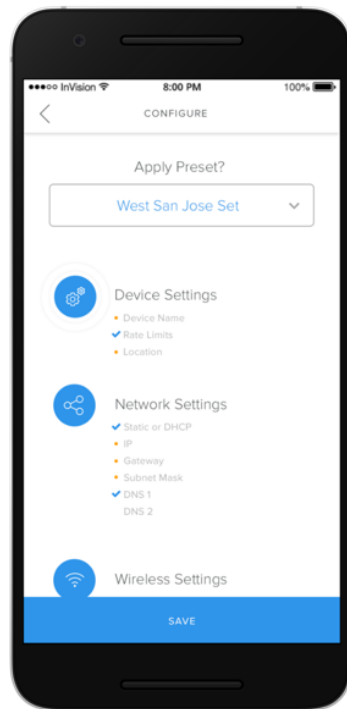 ●●●○○ InVision 8:00 PM 100%
CONFIGURE
Apply Preset?
West San Jose Set
Device Settings
Device Name
Rate Limits
Location
Network Settings
Static or DHCP
IP
Gateway
Subnet Mask
DNS 1
DNS 2
Wireless Settings
SAVE